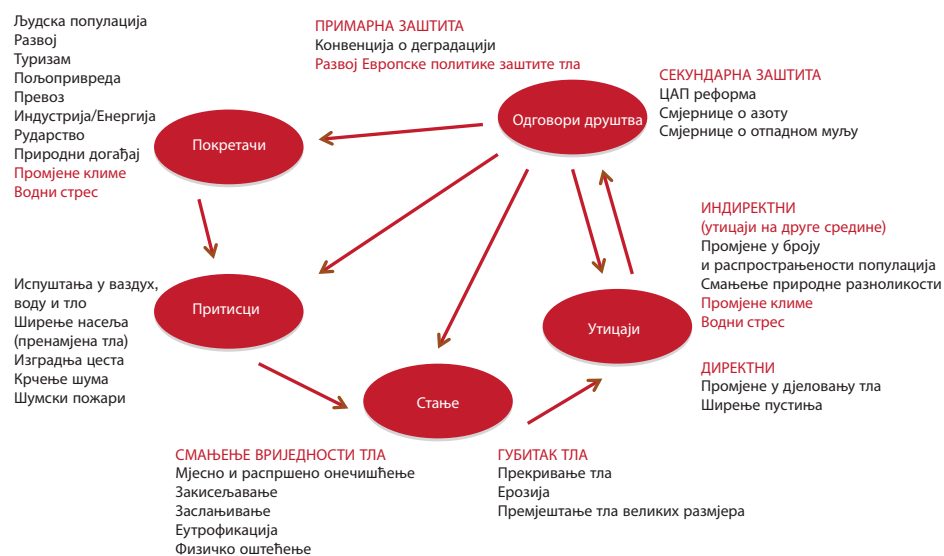 Људска популација
Развој
Туризам
Пољопривреда
Превоз
Индустрија/Енергија
Рударство
Природни догађај
Промјене климе
Водни стрес
ПРИМАРНА ЗАШТИТА
Конвенција о деградацији
Развој Европске политике заштите тла
СЕКУНДАРНА ЗАШТИТА
ЦАП реформа
Смјернице о азоту
Смјернице о отпадном муљу
Одговори друштва
Покретачи
ИНДИРЕКТНИ
(утицаји на друге средине)
Промјене у броју
и распрострањености популација
Смањење природне разноликости
Промјене климе
Водни стрес
Испуштања у ваздух,
воду и тло
Ширење насеља
(пренамјена тла)
Изградња цеста
Крчење шума
Шумски пожари
Притисци
Утицаји
ДИРЕКТНИ
Промјене у дјеловању тла
Ширење пустиња
Стање
СМАЊЕЊЕ ВРИЈЕДНОСТИ ТЛА
Мјесно и распршено онечишћење
Закисељавање
Заслањивање
Еутрофикација
Физичко оштећење
ГУБИТАК ТЛА
Прекривање тла
Ерозија
Премјештање тла великих размјера